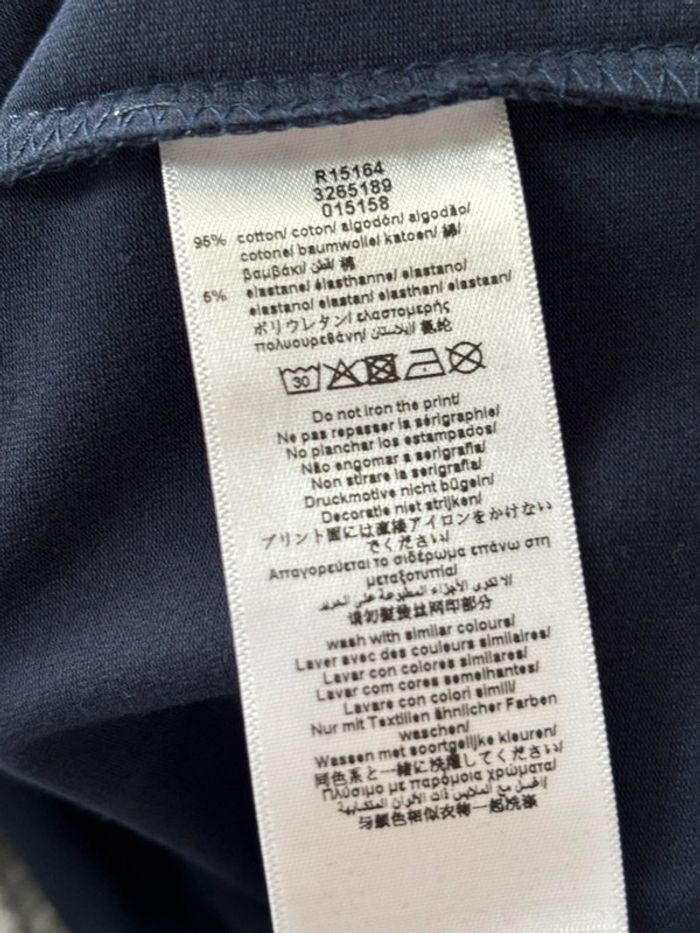 R15164
3265189
015158
95% cotton/ coton/ algodón/ algodão/
cotone/ baumwolle/ katoen/ 綿/
βαμβάκι/ قطن/ 棉
5% elastane/ élasthanne/ elastano/
elastano/ elastan/ elasthan/ elastaan/
ポリウレタン/ ελαστομερής
πολυουρεθάνη/ إيلاستان/ 氨纶
30
Do not iron the print/
Ne pas repasser la sérigraphie/
No planchar los estampados/
Não engomar a serigrafia/
Non stirare la serigrafia/
Druckmotive nicht bügeln/
Decoratie niet strijken/
プリント面には直接アイロンをかけない
でください/
Απαγορεύεται το σιδέρωμα επάνω στη
μεταξοτυπία/
لا تكوى الأجزاء المطبوعة على الحرير
请勿熨烫丝网印部分
wash with similar colours/
Laver avec des couleurs similaires/
Lavar con colores similares/
Lavar com cores semelhantes/
Lavare con colori simili/
Nur mit Textilien ähnlicher Farben
waschen/
Wassen met soortgelijke kleuren/
同色系と一緒に洗濯してください/
Πλύσιμο με παρόμοια χρώματα/
غسل مع الملابس ذات الألوان المتشابهة
与颜色相似衣物一起洗涤